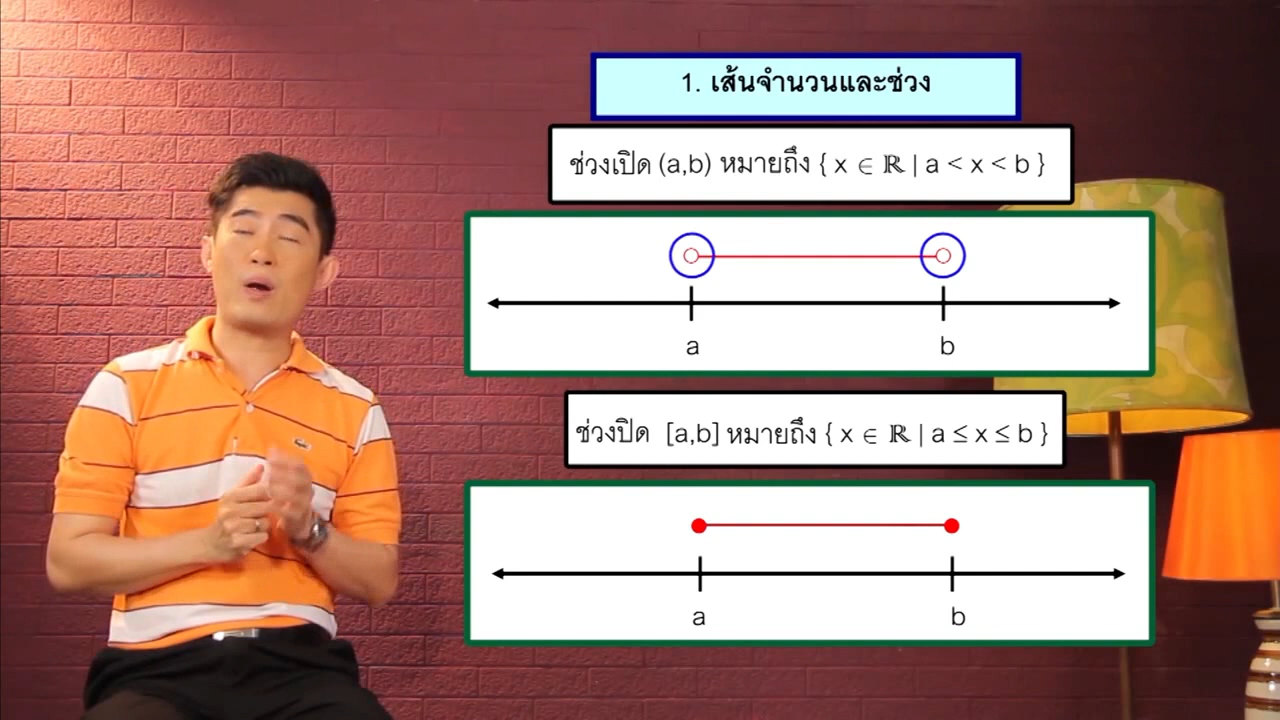 1. เส้นจำนวนและช่วง
ช่วงเปิด (a,b) หมายถึง { x ∈ ℝ | a < x < b }
a b
ช่วงปิด [a,b] หมายถึง { x ∈ ℝ | a ≤ x ≤ b }
a b